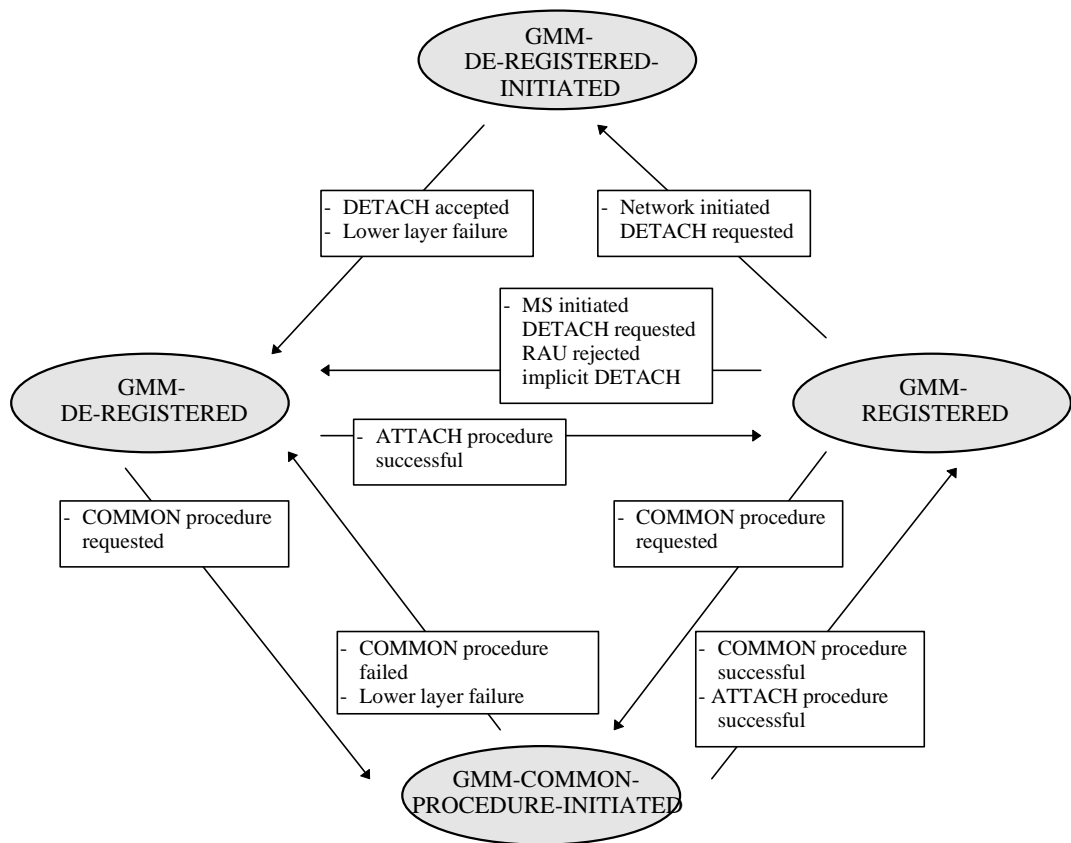 GMM-
DE-REGISTERED-
INITIATED
- DETACH accepted
- Lower layer failure
- Network initiated
DETACH requested
- MS initiated
DETACH requested
RAU rejected
implicit DETACH
GMM-
DE-REGISTERED
GMM-
REGISTERED
- ATTACH procedure
successful
- COMMON procedure
requested
- COMMON procedure
requested
- COMMON procedure
failed
- Lower layer failure
- COMMON procedure
successful
- ATTACH procedure
successful
GMM-COMMON-
PROCEDURE-INITIATED